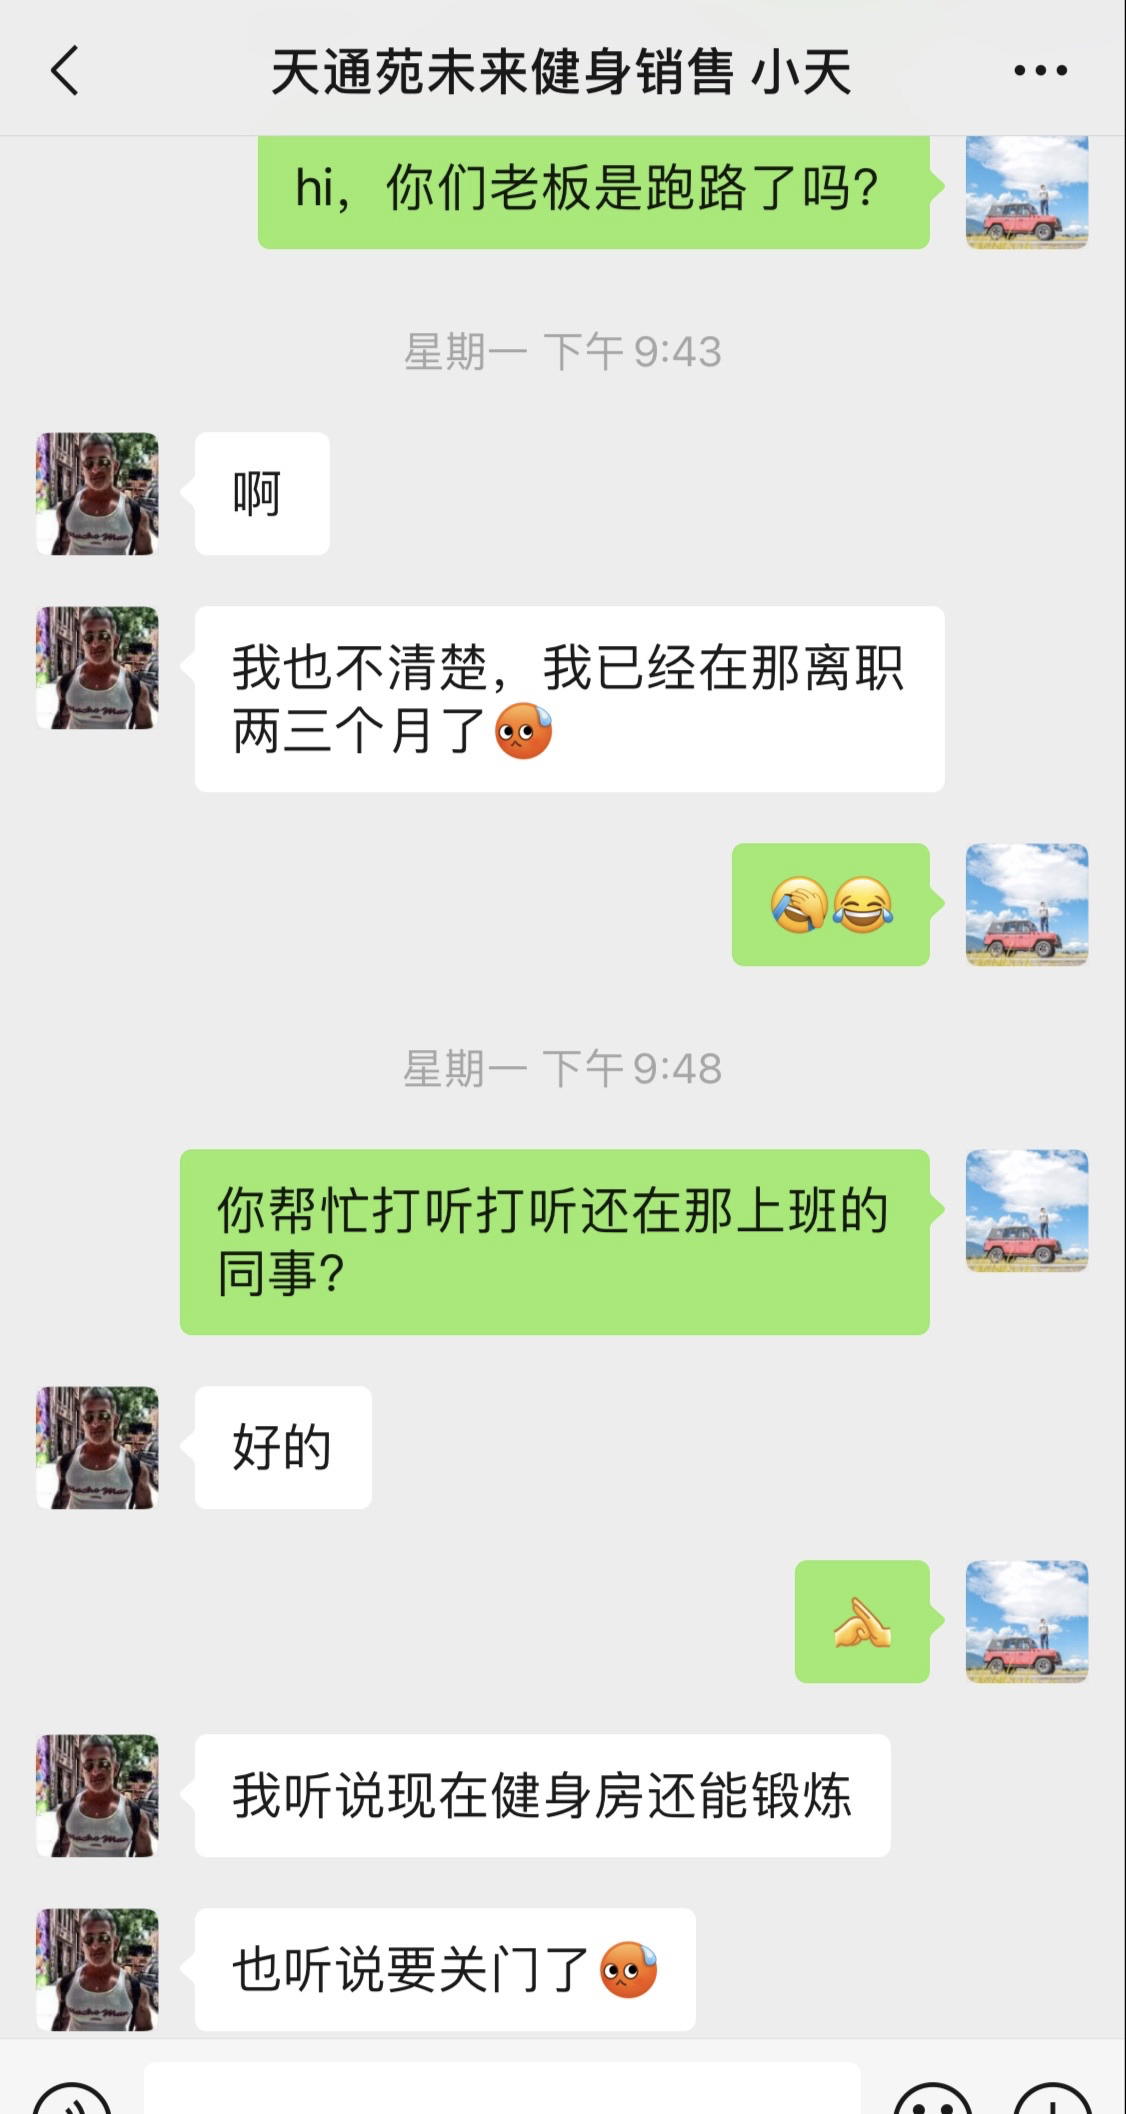 天通苑未来健身销售 小天
hi，你们老板是跑路了吗?
星期一 下午 9:43
啊
我也不清楚，我已经在那离职
两三个月了
星期一 下午 9:48
你帮忙打听打听还在那上班的
同事?
好的
我听说现在健身房还能锻炼
也听说要关门了